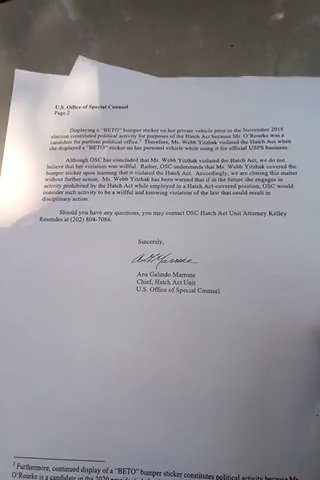 U.S. Office of Special Counsel
Page 2
Displaying a "BETO" bumper sticker on her private vehicle prior to the November 2018
election constituted political activity for purposes of the Hatch Act because Mr. O'Rourke was a
candidate for partisan political office. Therefore, Ms. Webb Yizhak violated the Hatch Act when
she displayed a "BETO" sticker on her personal vehicle while using it for official USPS business.
Although OSC has concluded that Ms. Webb Yizhak violated the Hatch Act, we do not
believe that her violation was willful. Rather, OSC understands that Ms. Webb Yizhak covered the
bumper sticker upon learning that it violated the Hatch Act. Accordingly, we are closing this matter
without further action. Ms. Webb Yizhak has been warned that if in the future she engages in
activity prohibited by the Hatch Act while employed in a Hatch Act-covered position, OSC would
consider such activity to be a willful and knowing violation of the law that could result in
disciplinary action.
Should you have any questions, you may contact OSC Hatch Act Unit Attorney Kelley
Resendes at (202) 804-7086.
Sincerely,
Ana Galindo Marrone
Chief, Hatch Act Unit
U.S. Office of Special Counsel
Furthermore, continued display of a "BETO" bumper sticker constitutes political activity because Mr.
O'Rourke is a candidate in the 2020